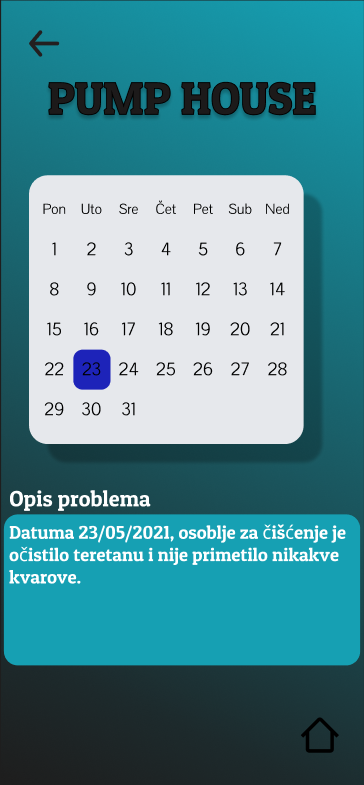 PUMP HOUSE
Pon Uto Sre Čet Pet Sub Ned
1 2 3 4 5 6 7
8 9 10 11 12 13 14
15 16 17 18 19 20 21
22 23 24 25 26 27 28
29 30 31
Opis problema
Datuma 23/05/2021, osoblje za čišćenje je
očistilo teretanu i nije primetilo nikakve
kvarove.